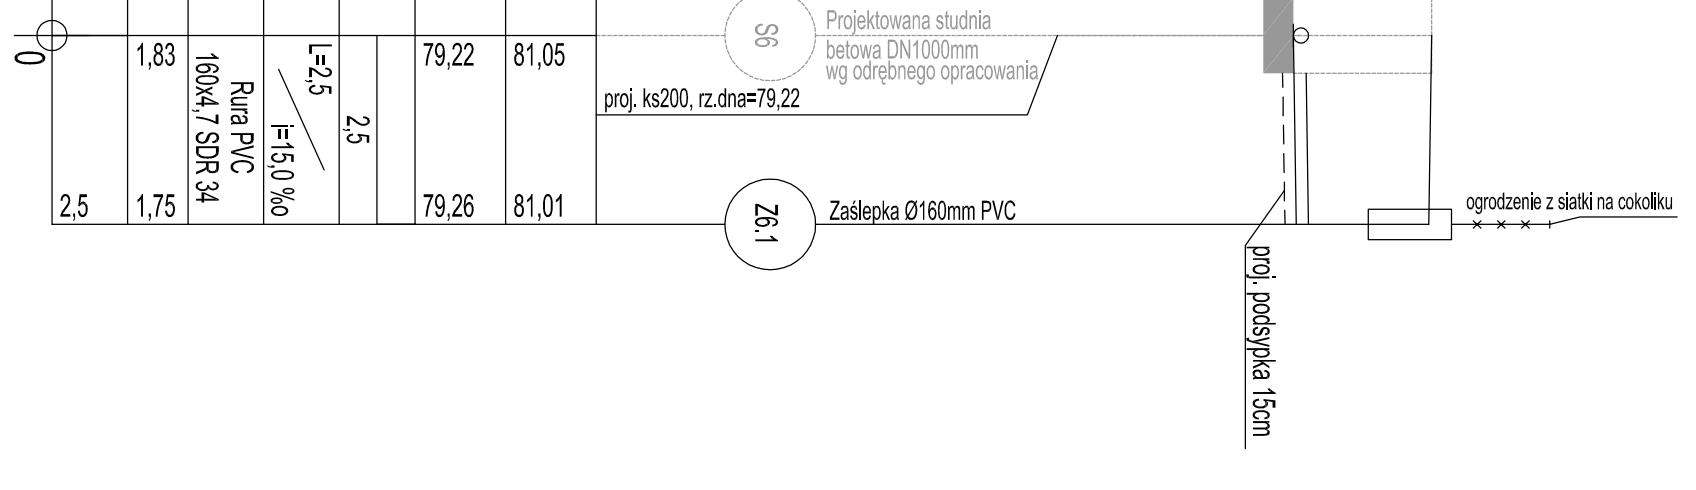 0
1,83
Rura PVC
160x4,7 SDR 34
L=2,5
i=15,0 ‰
2,5
79,22
81,05
2,5
1,75
79,26
81,01
proj. ks200, rz.dna=79,22
S6
Projektowana studnia
betowa DN1000mm
wg odrębnego opracowania
Z6.1
Zaślepka Ø160mm PVC
proj. podsypka 15cm
ogrodzenie z siatki na cokoliku